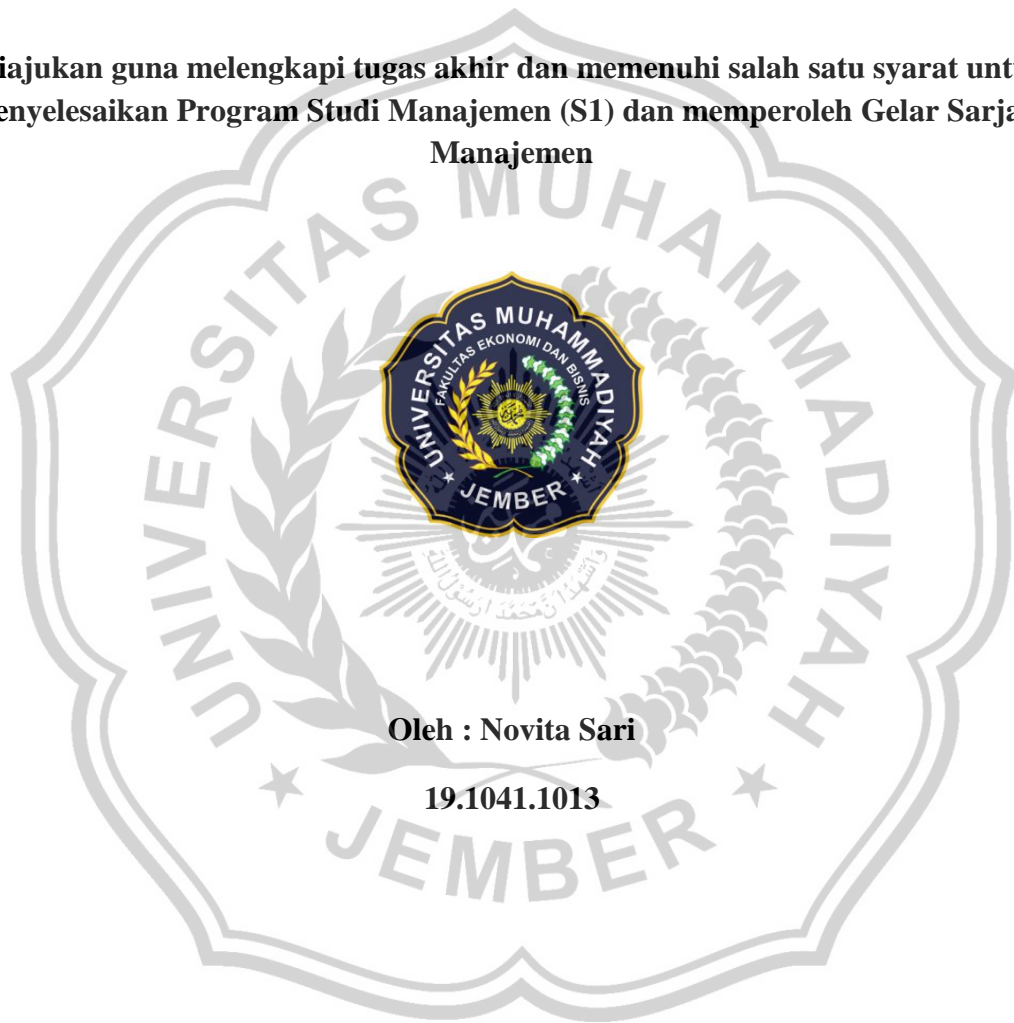 iajukan guna melengkapi tugas akhir dan memenuhi salah satu syarat untu
enyelesaikan Program Studi Manajemen (S1) dan memperoleh Gelar Sarja
Manajemen
UNIVERSITAS MUHAMMADIYAH
JEMBER
UNIVERSITAS MUHAMMADIYAH
FAKULTAS EKONOMI DAN BISNIS
JEMBER
Oleh : Novita Sari
19.1041.1013